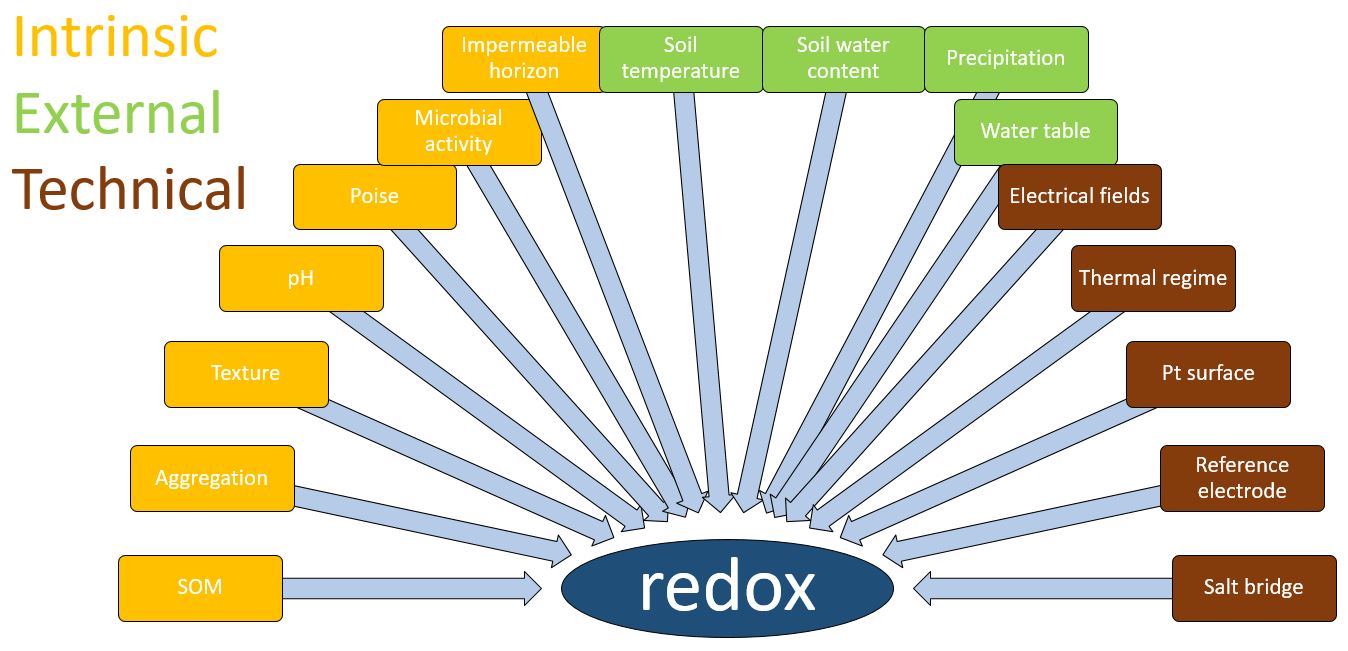 Intrinsic
External
Technical
Impermeable
horizon
Soil
temperature
Soil water
content
Precipitation
Microbial
activity
Water table
Poise
Electrical fields
pH
Thermal regime
Texture
Pt surface
Aggregation
Reference
electrode
SOM
redox
Salt bridge